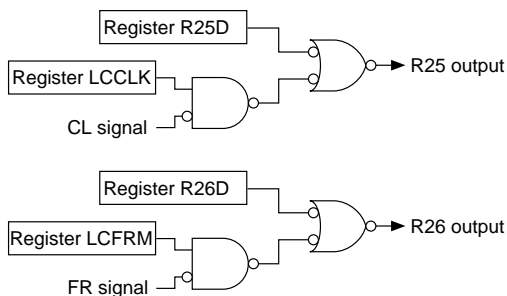 Register R25D
Register LCCLK
R25 output
CL signal
Register R26D
Register LCFRM
R26 output
FR signal